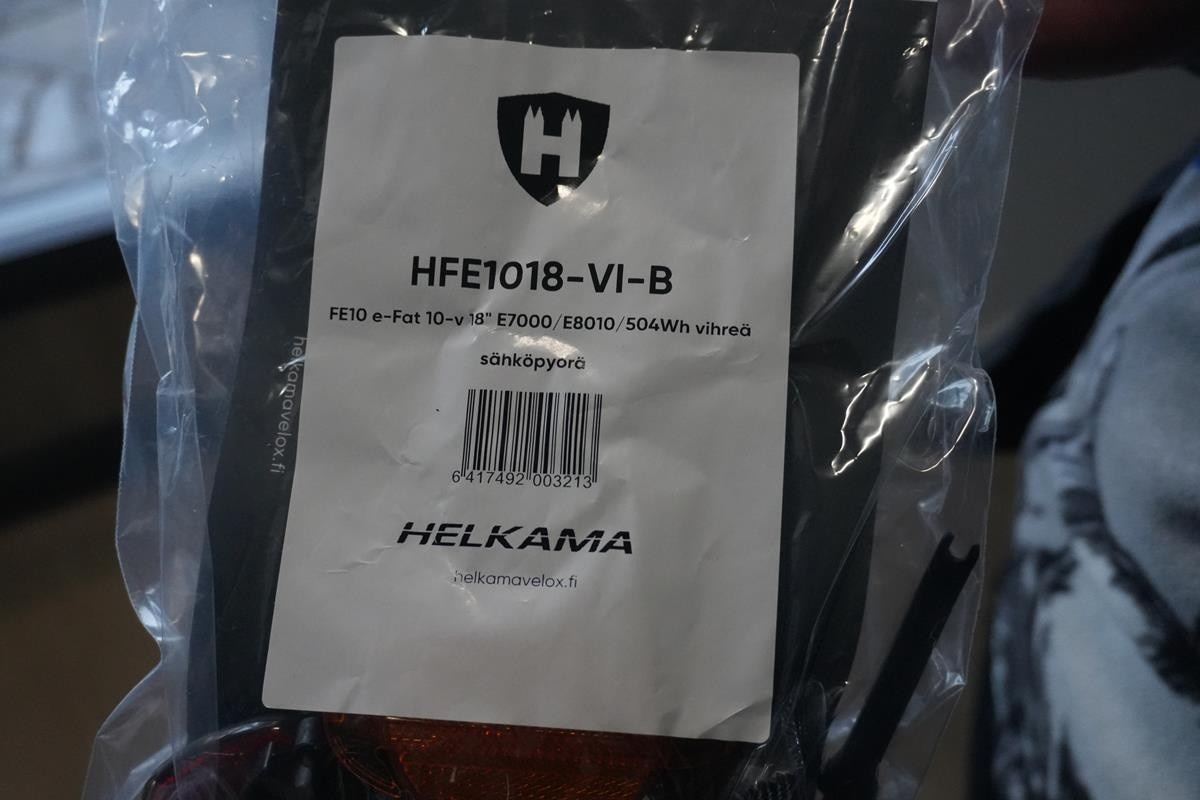 H
HFE1018-VI-B
FE10 e-Fat 10-v 18" E7000/E8010/504Wh vihreä
sähköpyörä
6 417492 003213
HELKAMA
helkamavelox.fi
helkamavelox.fi